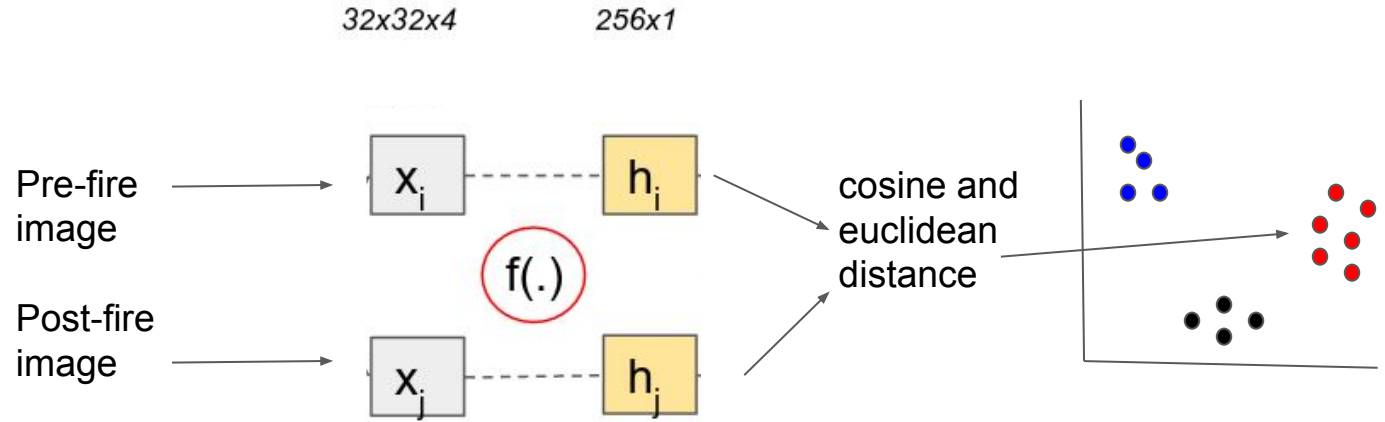 32x32x4
256x1
Pre-fire
image
x_i
h_i
cosine and
euclidean
distance
f(.)
Post-fire
image
x_j
h_j